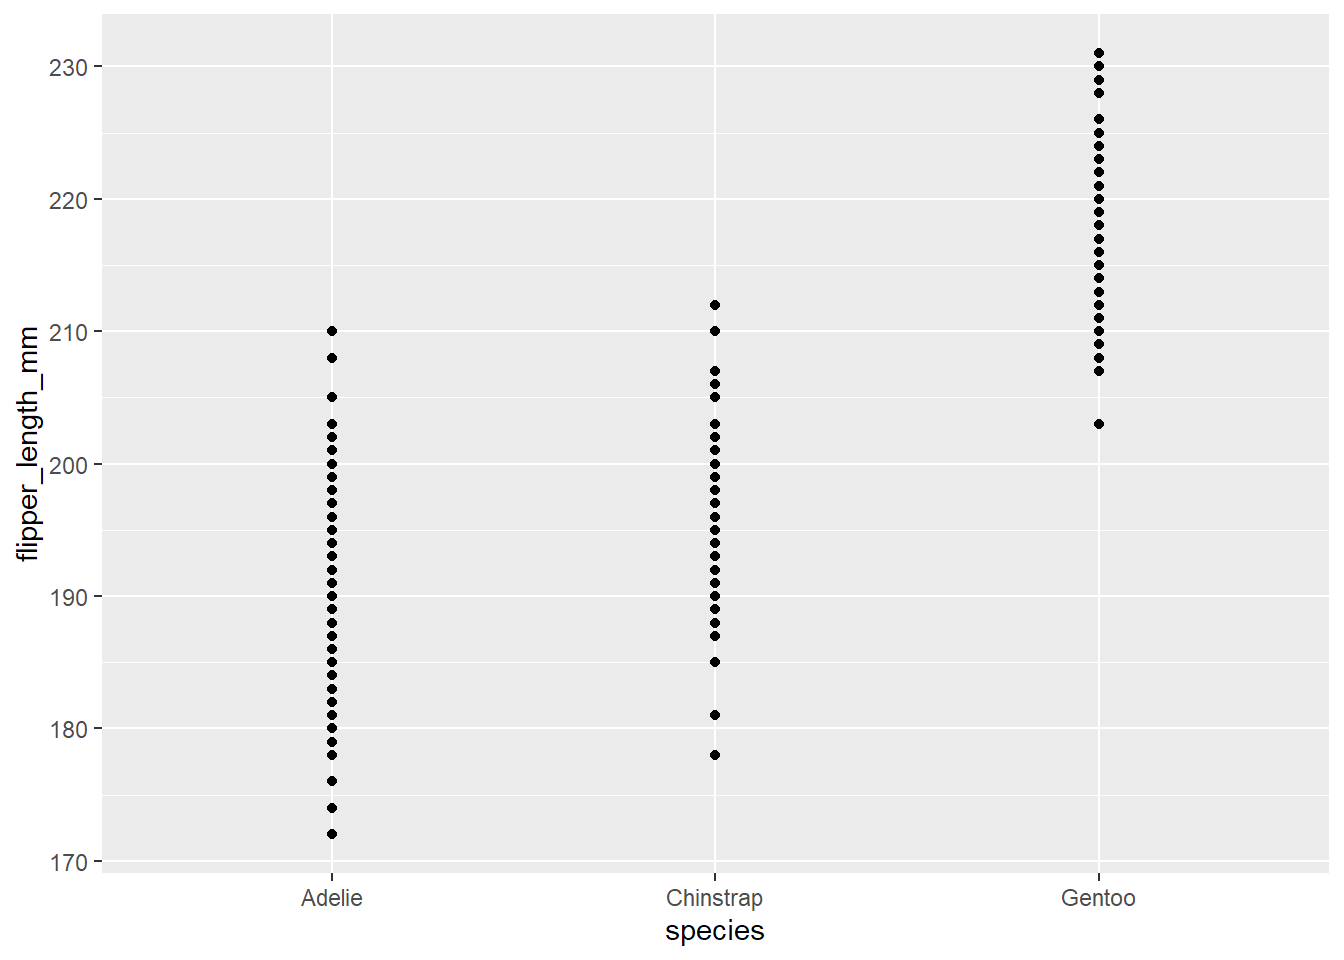 flipper_length_mm
230
220
210
200
190
180
170
Adelie
Chinstrap
Gentoo
species